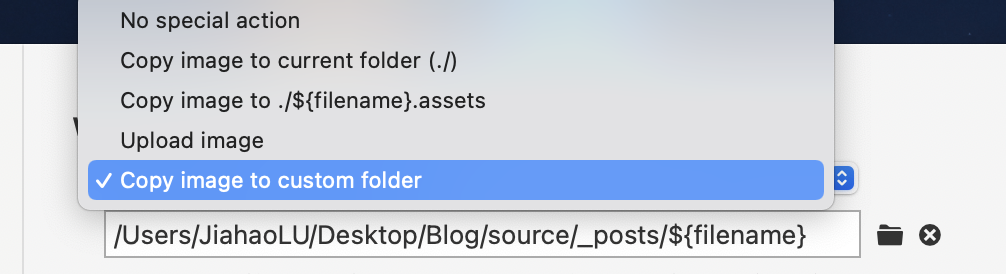 No special action
Copy image to current folder (./)
Copy image to ./${filename}.assets
Upload image
✓ Copy image to custom folder
/Users/JiahaoLU/Desktop/Blog/source/_posts/${filename}